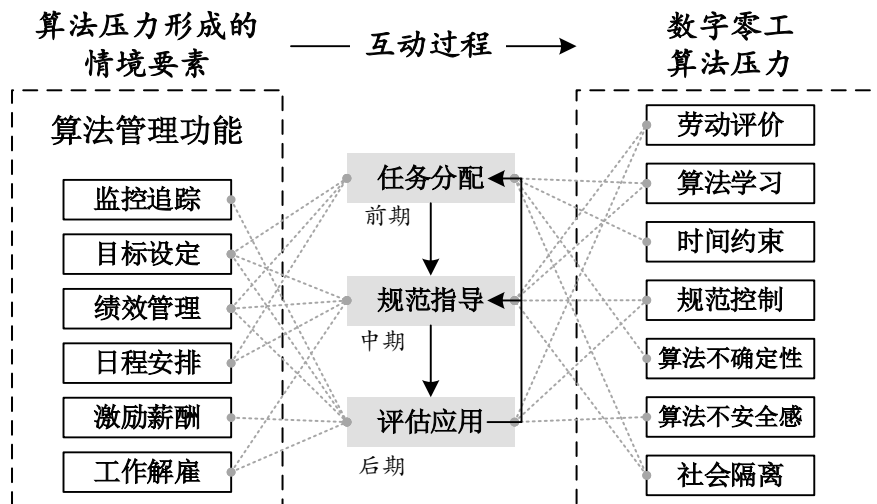 算法压力形成的
情境要素
互动过程
数字零工
算法压力
算法管理功能
监控追踪
目标设定
绩效管理
日程安排
激励薪酬
工作解雇
任务分配
前期
规范指导
中期
评估应用
后期
劳动评价
算法学习
时间约束
规范控制
算法不确定性
算法不安全感
社会隔离